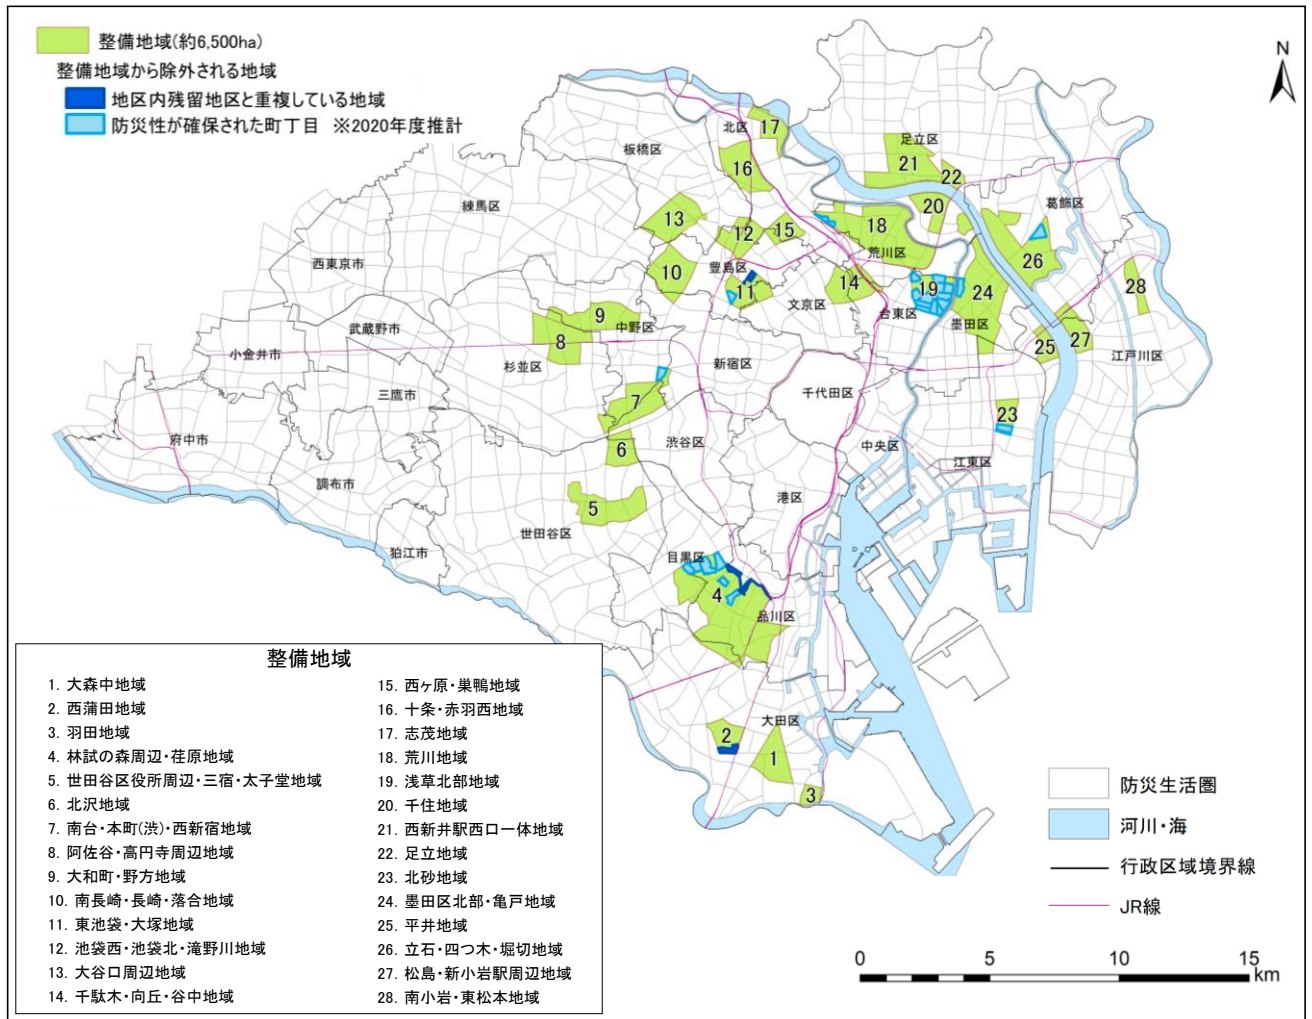 整備地域(約6,500ha)
整備地域から除外される地域
地区内残留地区と重複している地域
防災性が確保された町丁目 ※2020年度推計
N
北区
17
足立区
板橋区
16
21
22
練馬区
20
葛飾区
13
12
15
18
荒川区
西東京市
豊島区
26
10
14
28
11
文京区
19
24
9
台東区
武蔵野市
中野区
墨田区
小金井市
8
25
27
江戸川区
杉並区
新宿区
三鷹市
千代田区
7
23
府中市
渋谷区
中央区
6
江東区
調布市
港区
5
世田谷区
狛江市
目黒区
4
品川区
大田区
2
1
3
整備地域
1. 大森中地域
2. 西蒲田地域
3. 羽田地域
4. 林試の森周辺・荏原地域
5. 世田谷区役所周辺・三宿・太子堂地域
6. 北沢地域
7. 南台・本町(渋)・西新宿地域
8. 阿佐谷・高円寺周辺地域
9. 大和町・野方地域
10. 南長崎・長崎・落合地域
11. 東池袋・大塚地域
12. 池袋西・池袋北・滝野川地域
13. 大谷口周辺地域
14. 千駄木・向丘・谷中地域
15. 西ヶ原・巣鴨地域
16. 十条・赤羽西地域
17. 志茂地域
18. 荒川地域
19. 浅草北部地域
20. 千住地域
21. 西新井駅西口一体地域
22. 足立地域
23. 北砂地域
24. 墨田区北部・亀戸地域
25. 平井地域
26. 立石・四つ木・堀切地域
27. 松島・新小岩駅周辺地域
28. 南小岩・東松本地域
防災生活圏
河川・海
行政区域境界線
JR線
0 5 10 15
km